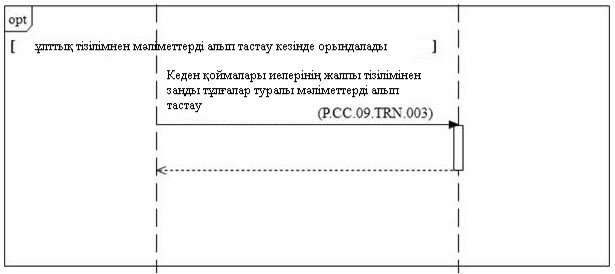 opt
[ ұлттық тізілімнен мәліметтерді алып тастау кезінде орындалады ]
Кеден қоймалары иелерінің жалпы тізілімінен
заңды тұлғалар туралы мәліметтерді алып
тастау
(P.CC.09.TRN.003)